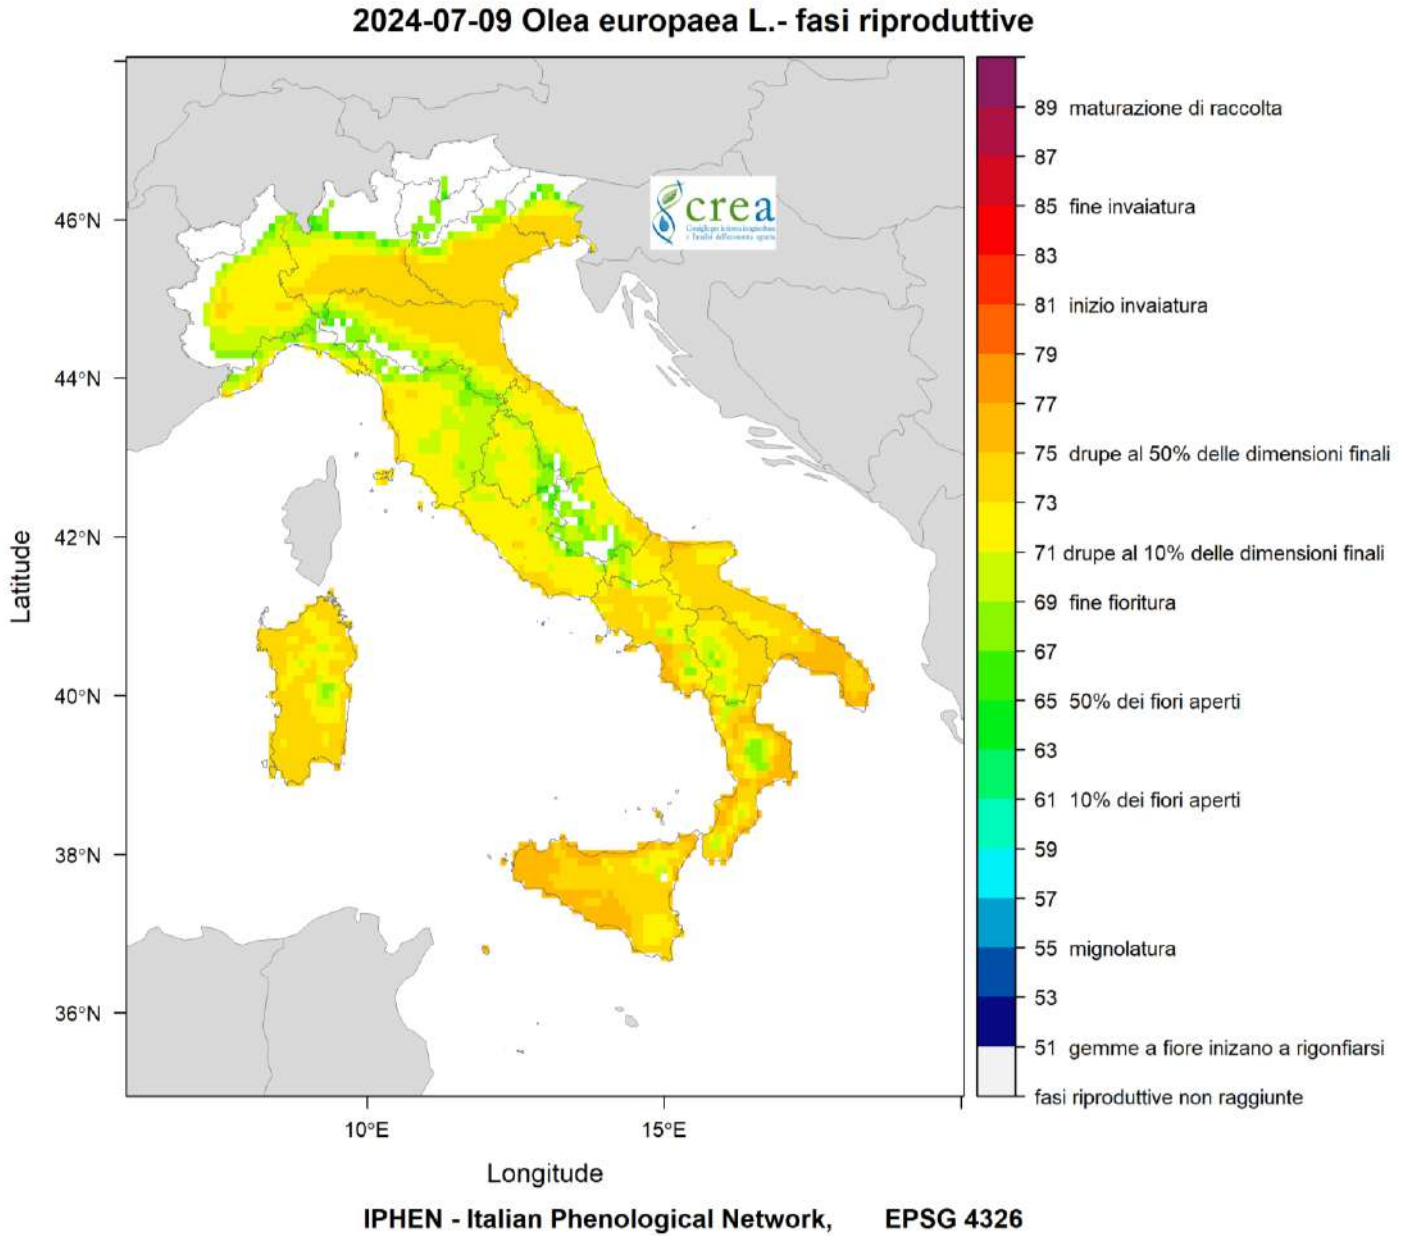 2024-07-09 Olea europaea L.- fasi riproduttive
89 maturazione di raccolta
87
85 fine invaiatura
83
81 inizio invaiatura
79
77
75 drupe al 50% delle dimensioni finali
73
71 drupe al 10% delle dimensioni finali
69 fine fioritura
67
65 50% dei fiori aperti
63
61 10% dei fiori aperti
59
57
55 mignolatura
53
51 gemme a fiore inizano a rigonfiarsi
fasi riproduttive non raggiunte
crea
46°N
44°N
42°N
40°N
38°N
36°N
Latitude
10°E
15°E
Longitude
IPHEN - Italian Phenological Network, EPSG 4326